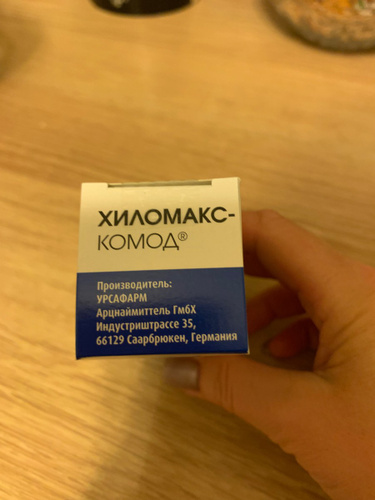 ХИЛОМАКС-
КОМОД®
Производитель:
УРСАФАРМ
Арцнаймиттель ГмбХ
Индустриштрассе 35,
66129 Саарбрюкен, Германия